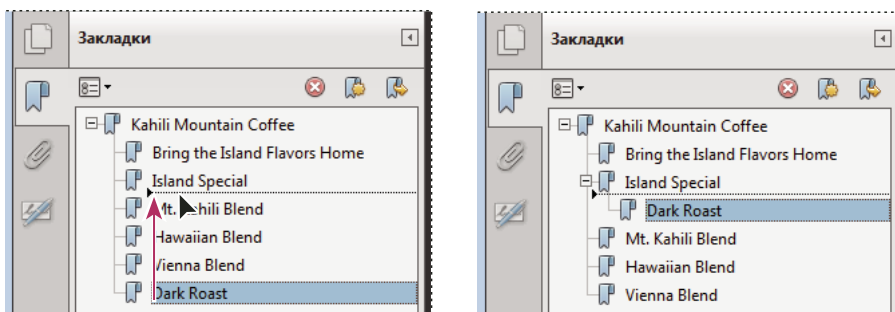 Закладки
Kahili Mountain Coffee
Bring the Island Flavors Home
Island Special
Mt. Kahili Blend
Hawaiian Blend
Vienna Blend
Dark Roast
Закладки
Kahili Mountain Coffee
Bring the Island Flavors Home
Island Special
Dark Roast
Mt. Kahili Blend
Hawaiian Blend
Vienna Blend